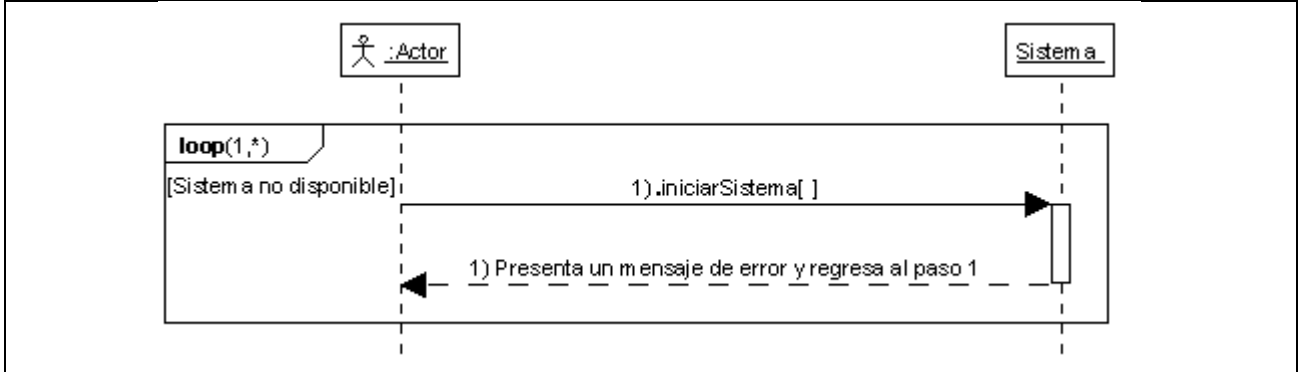 :Actor
Sistema
loop(1,*)
[Sistema no disponible]
1).iniciarSistema[ ]
1) Presenta un mensaje de error y regresa al paso 1